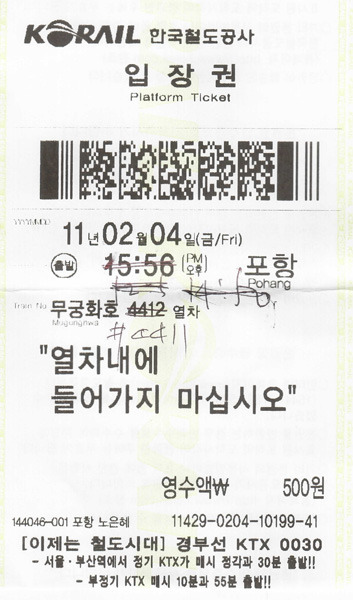 KORAIL 한국철도공사
입 장 권
Platform Ticket
YYYYMMDD
11년 02월 04일(금/Fri)
출발 15:56 (PM 오후) 포항
Pohang
Train No 무궁화호 4412 열차
Mugunghwa
#4411
"열차내에
들어가지 마십시오"
영수액₩ 500원
144046-001 포항 노은혜 11429-0204-10199-41
[이제는 철도시대] 경부선 KTX 0030
- 서울·부산역에서 정기 KTX가 매시 정각과 30분 출발!! -
- 부정기 KTX 매시 10분과 55분 출발!! -